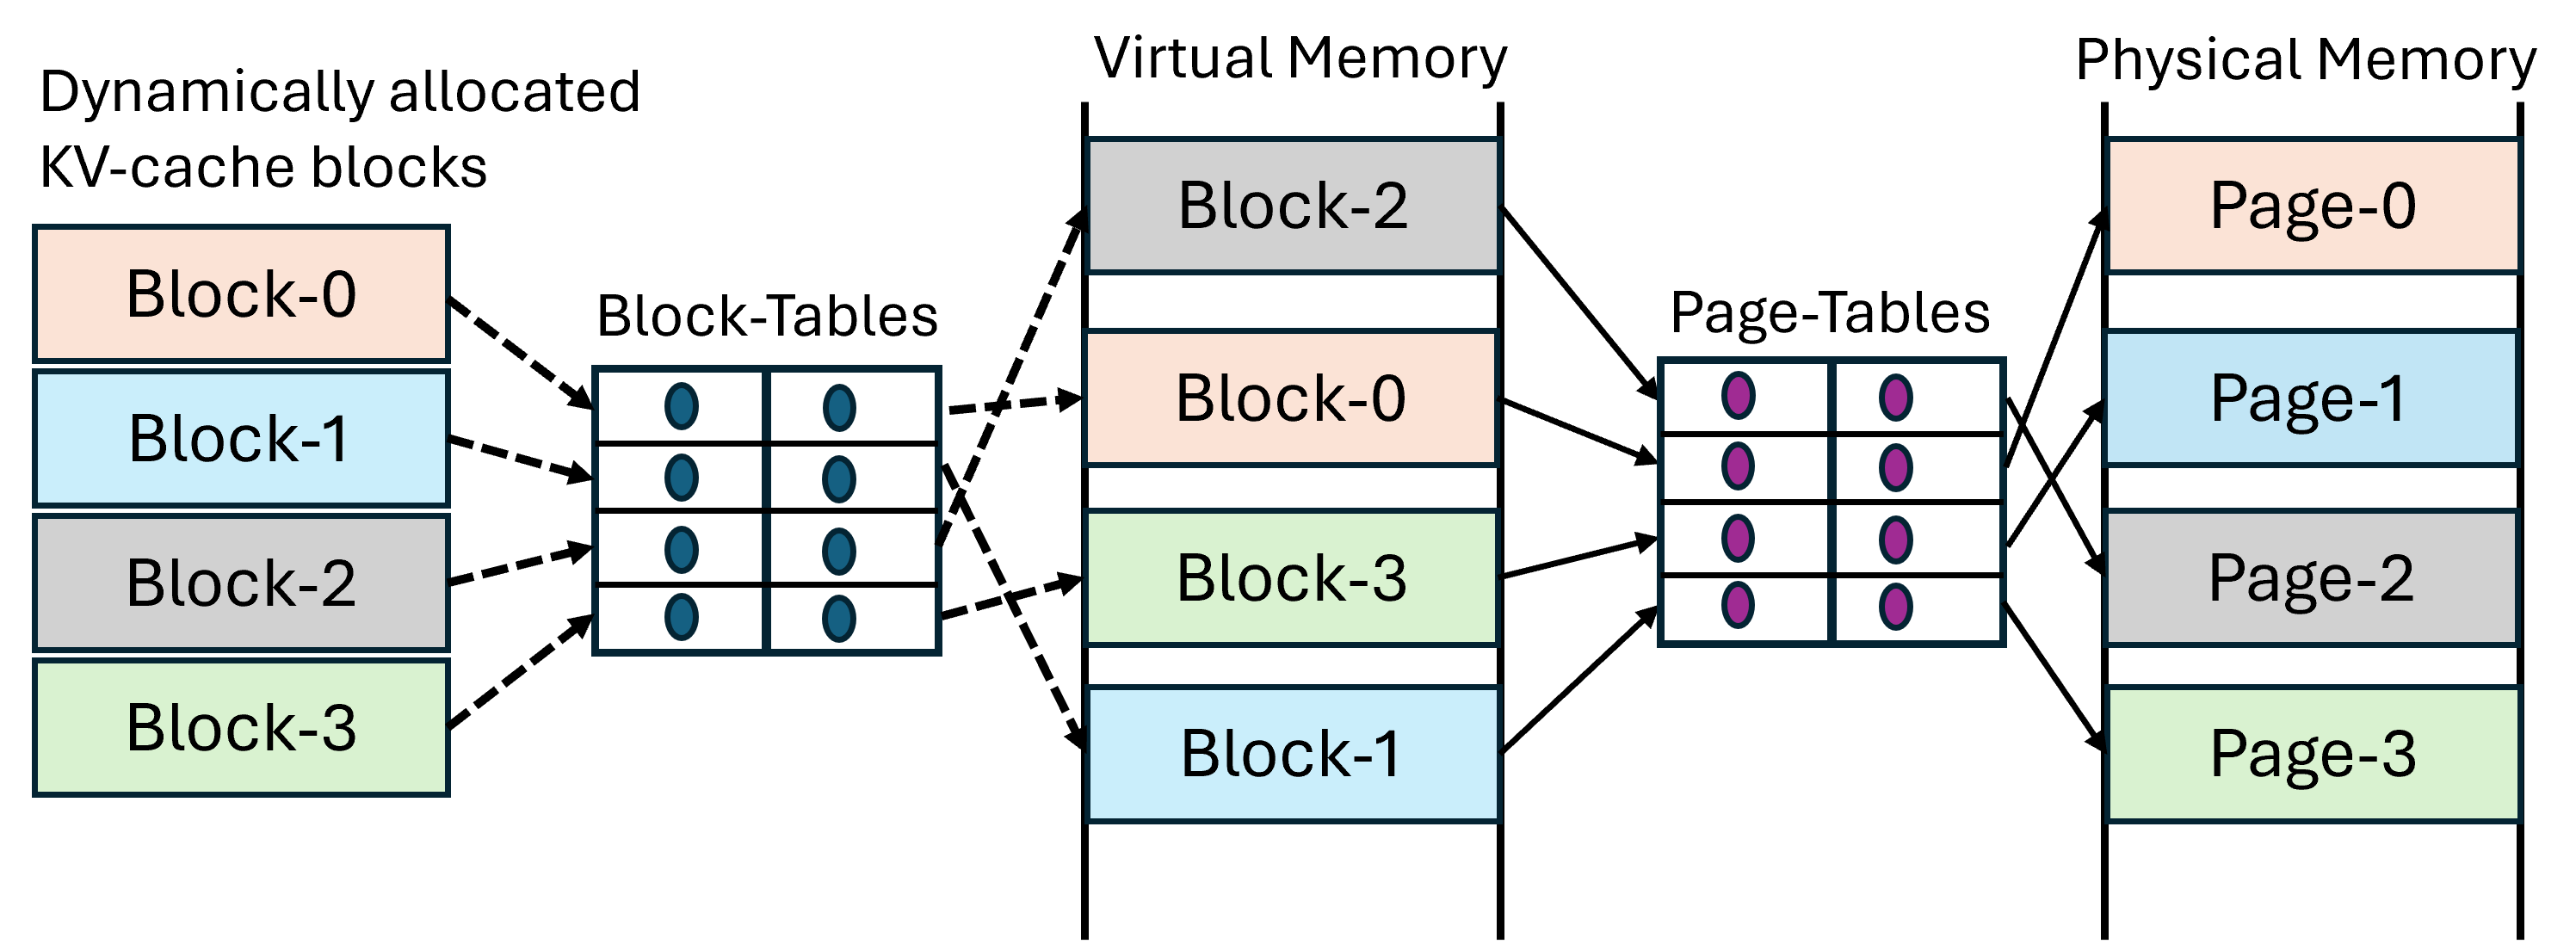 Dynamically allocated
KV-cache blocks
Block-0
Block-1
Block-2
Block-3
Block-Tables
Virtual Memory
Block-2
Block-0
Block-3
Block-1
Page-Tables
Physical Memory
Page-0
Page-1
Page-2
Page-3